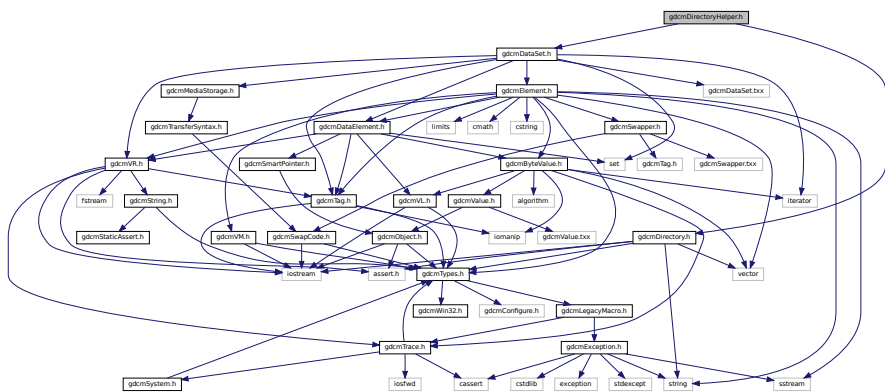 gdcmDirectoryHelper.h
gdcmDataSet.h
gdcmMediaStorage.h
gdcmElement.h
gdcmDataSet.txx
gdcmTransferSyntax.h
gdcmDataElement.h
limits
cmath
cstring
gdcmSwapper.h
gdcmVR.h
gdcmSmartPointer.h
gdcmByteValue.h
set
gdcmTag.h
gdcmSwapper.txx
fstream
gdcmString.h
gdcmTag.h
gdcmVL.h
gdcmValue.h
algorithm
iterator
gdcmStaticAssert.h
gdcmVM.h
gdcmSwapCode.h
gdcmObject.h
iomanip
gdcmValue.txx
gdcmDirectory.h
iostream
assert.h
gdcmTypes.h
vector
gdcmWin32.h
gdcmConfigure.h
gdcmLegacyMacro.h
gdcmTrace.h
gdcmException.h
gdcmSystem.h
iosfwd
cassert
cstdlib
exception
stdexcept
string
sstream